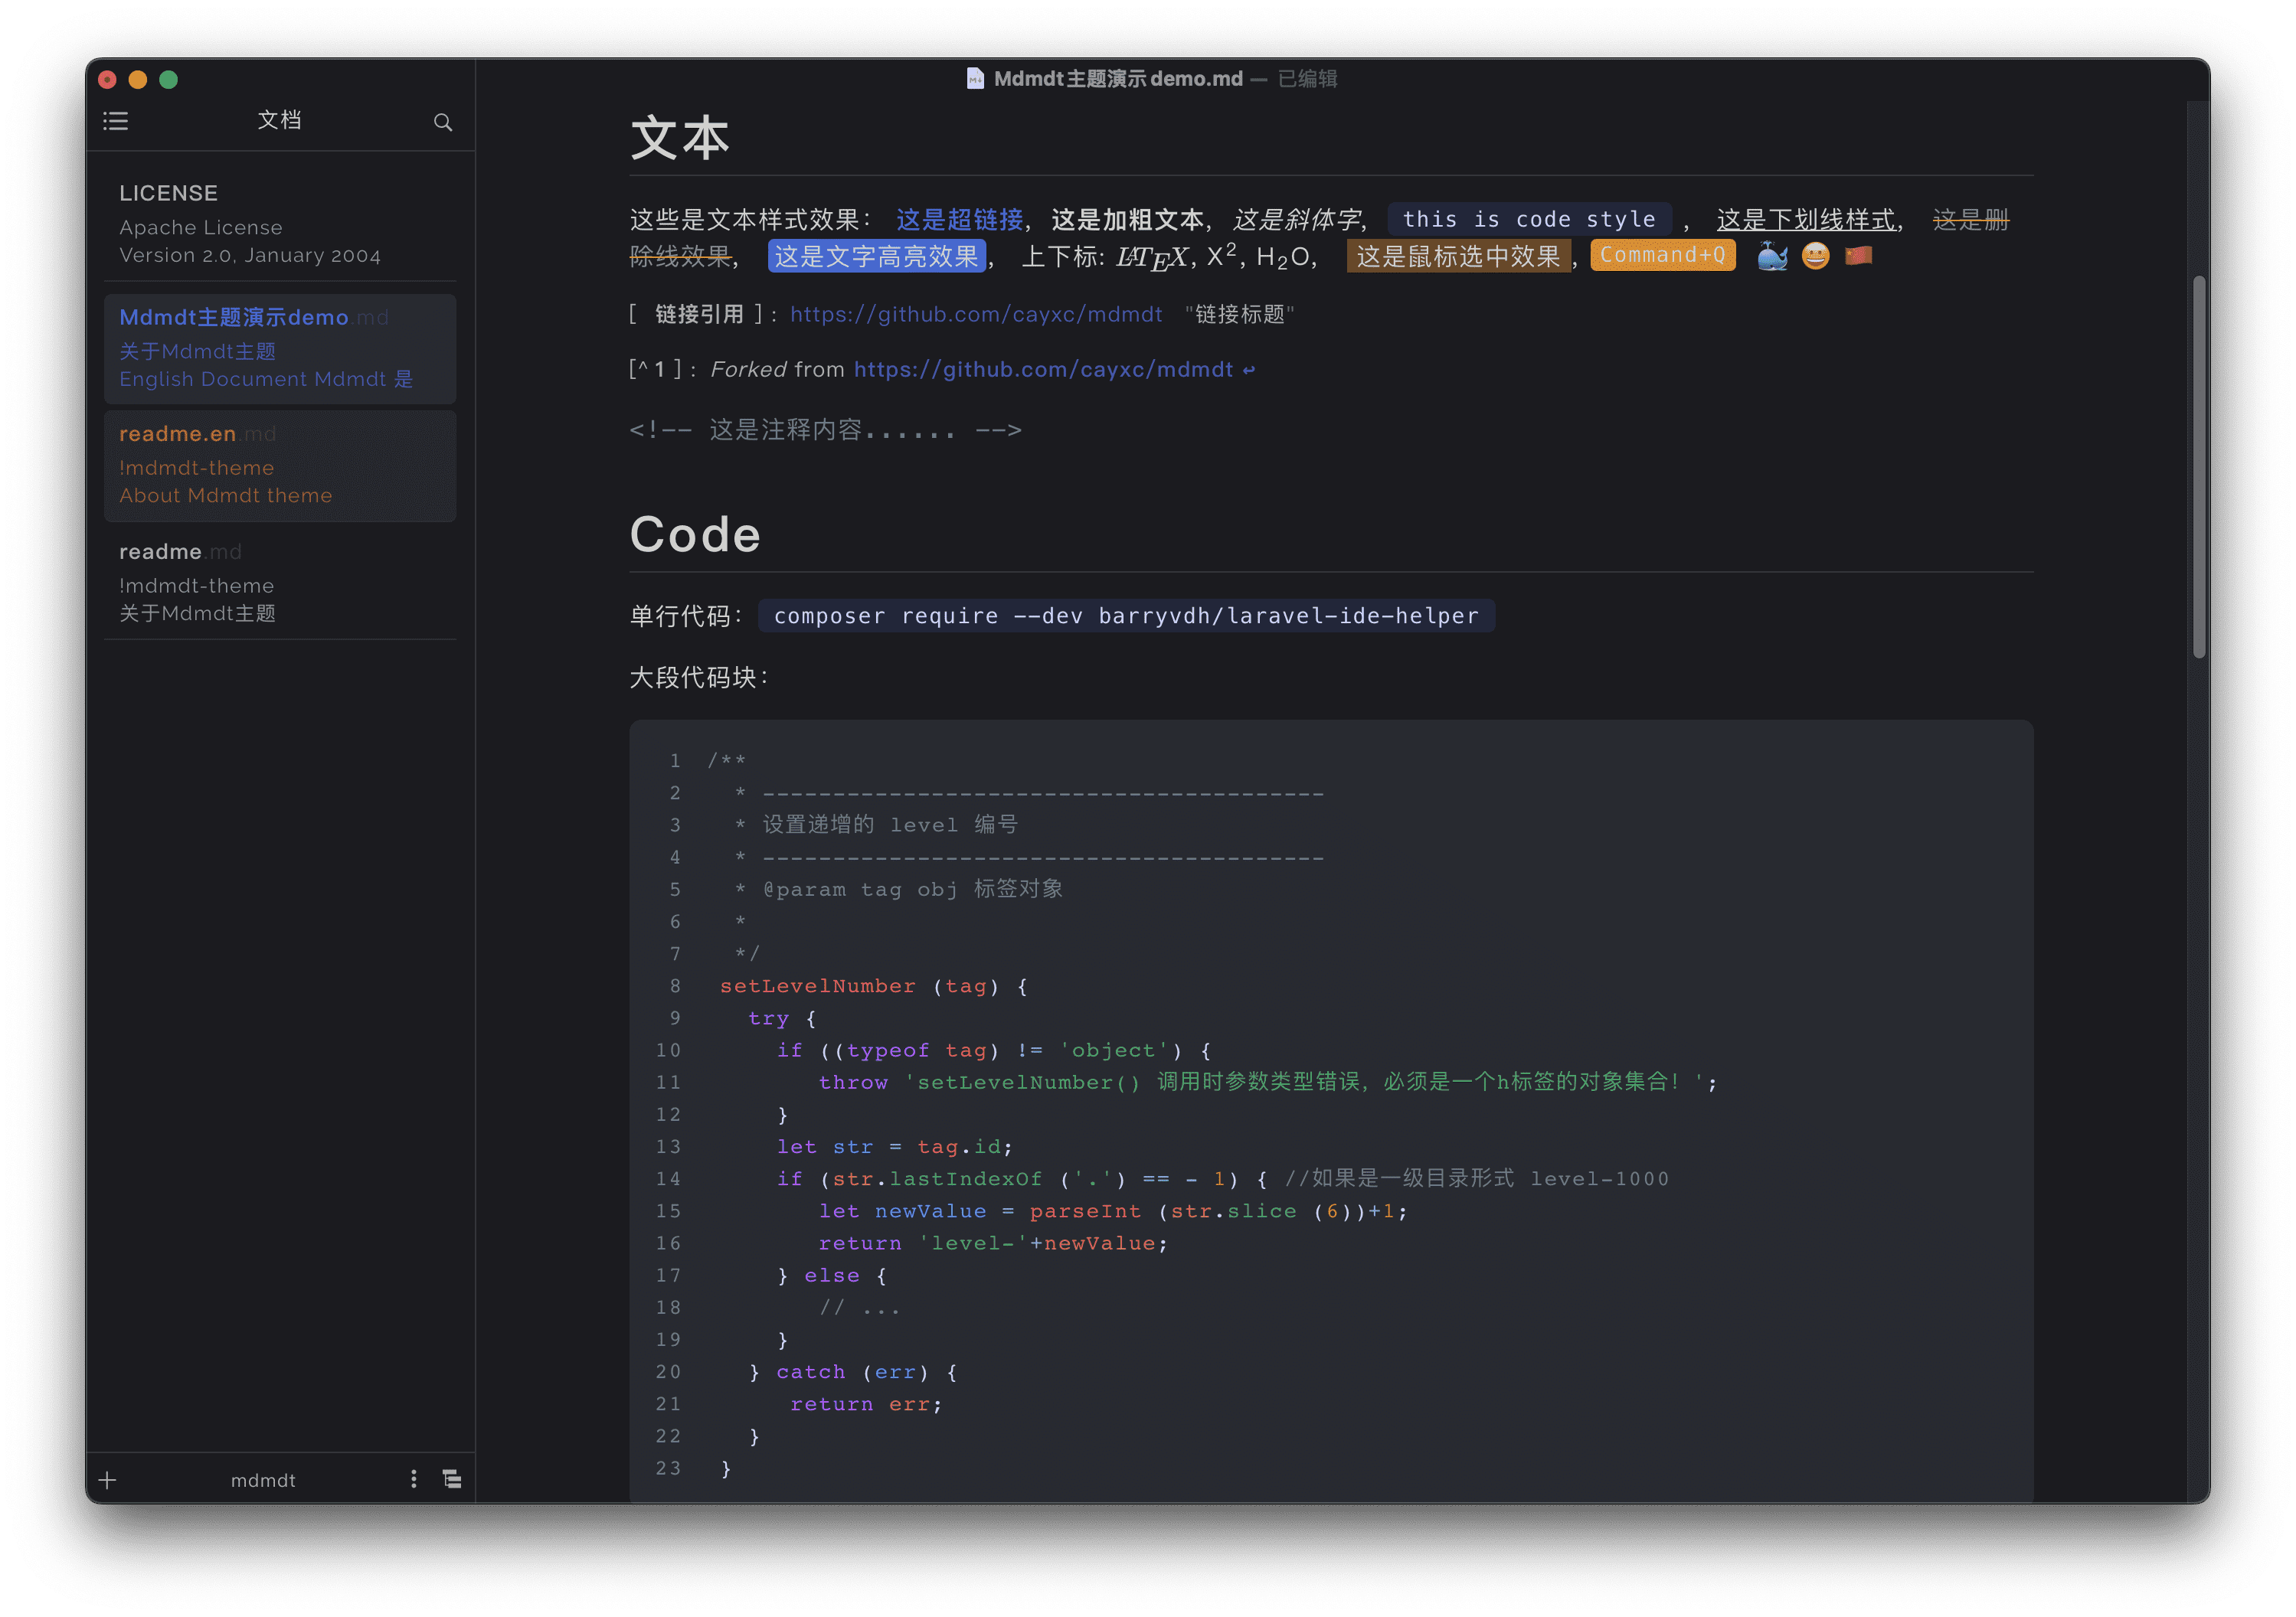 Mdmdt主题演示demo.md — 已编辑
文档
LICENSE
Apache License
Version 2.0, January 2004
Mdmdt主题演示demo.md
关于Mdmdt主题
English Document Mdmdt 是
readme.en.md
!mdmdt-theme
About Mdmdt theme
readme.md
!mdmdt-theme
关于Mdmdt主题
mdmdt
文本
这些是文本样式效果： 这是超链接, 这是加粗文本, 这是斜体字, this is code style , 这是下划线样式, 这是删
除线效果, 这是文字高亮效果, 上下标: LATEX, X², H₂O, 这是鼠标选中效果, Command+Q 🐳 😄 🇨🇳
[ 链接引用 ]: https://github.com/cayxc/mdmdt "链接标题"
[^ 1 ]: Forked from https://github.com/cayxc/mdmdt ↩
<!-- 这是注释内容...... -->
Code
单行代码： composer require --dev barryvdh/laravel-ide-helper
大段代码块：
1 /**
2 * ----------------------------------------
3 * 设置递增的 level 编号
4 * ----------------------------------------
5 * @param tag obj 标签对象
6 *
7 */
8 setLevelNumber (tag) {
9 try {
10 if ((typeof tag) != 'object') {
11 throw 'setLevelNumber() 调用时参数类型错误，必须是一个h标签的对象集合！';
12 }
13 let str = tag.id;
14 if (str.lastIndexOf ('.') == - 1) { //如果是一级目录形式 level-1000
15 let newValue = parseInt (str.slice (6))+1;
16 return 'level-'+newValue;
17 } else {
18 // ...
19 }
20 } catch (err) {
21 return err;
22 }
23 }